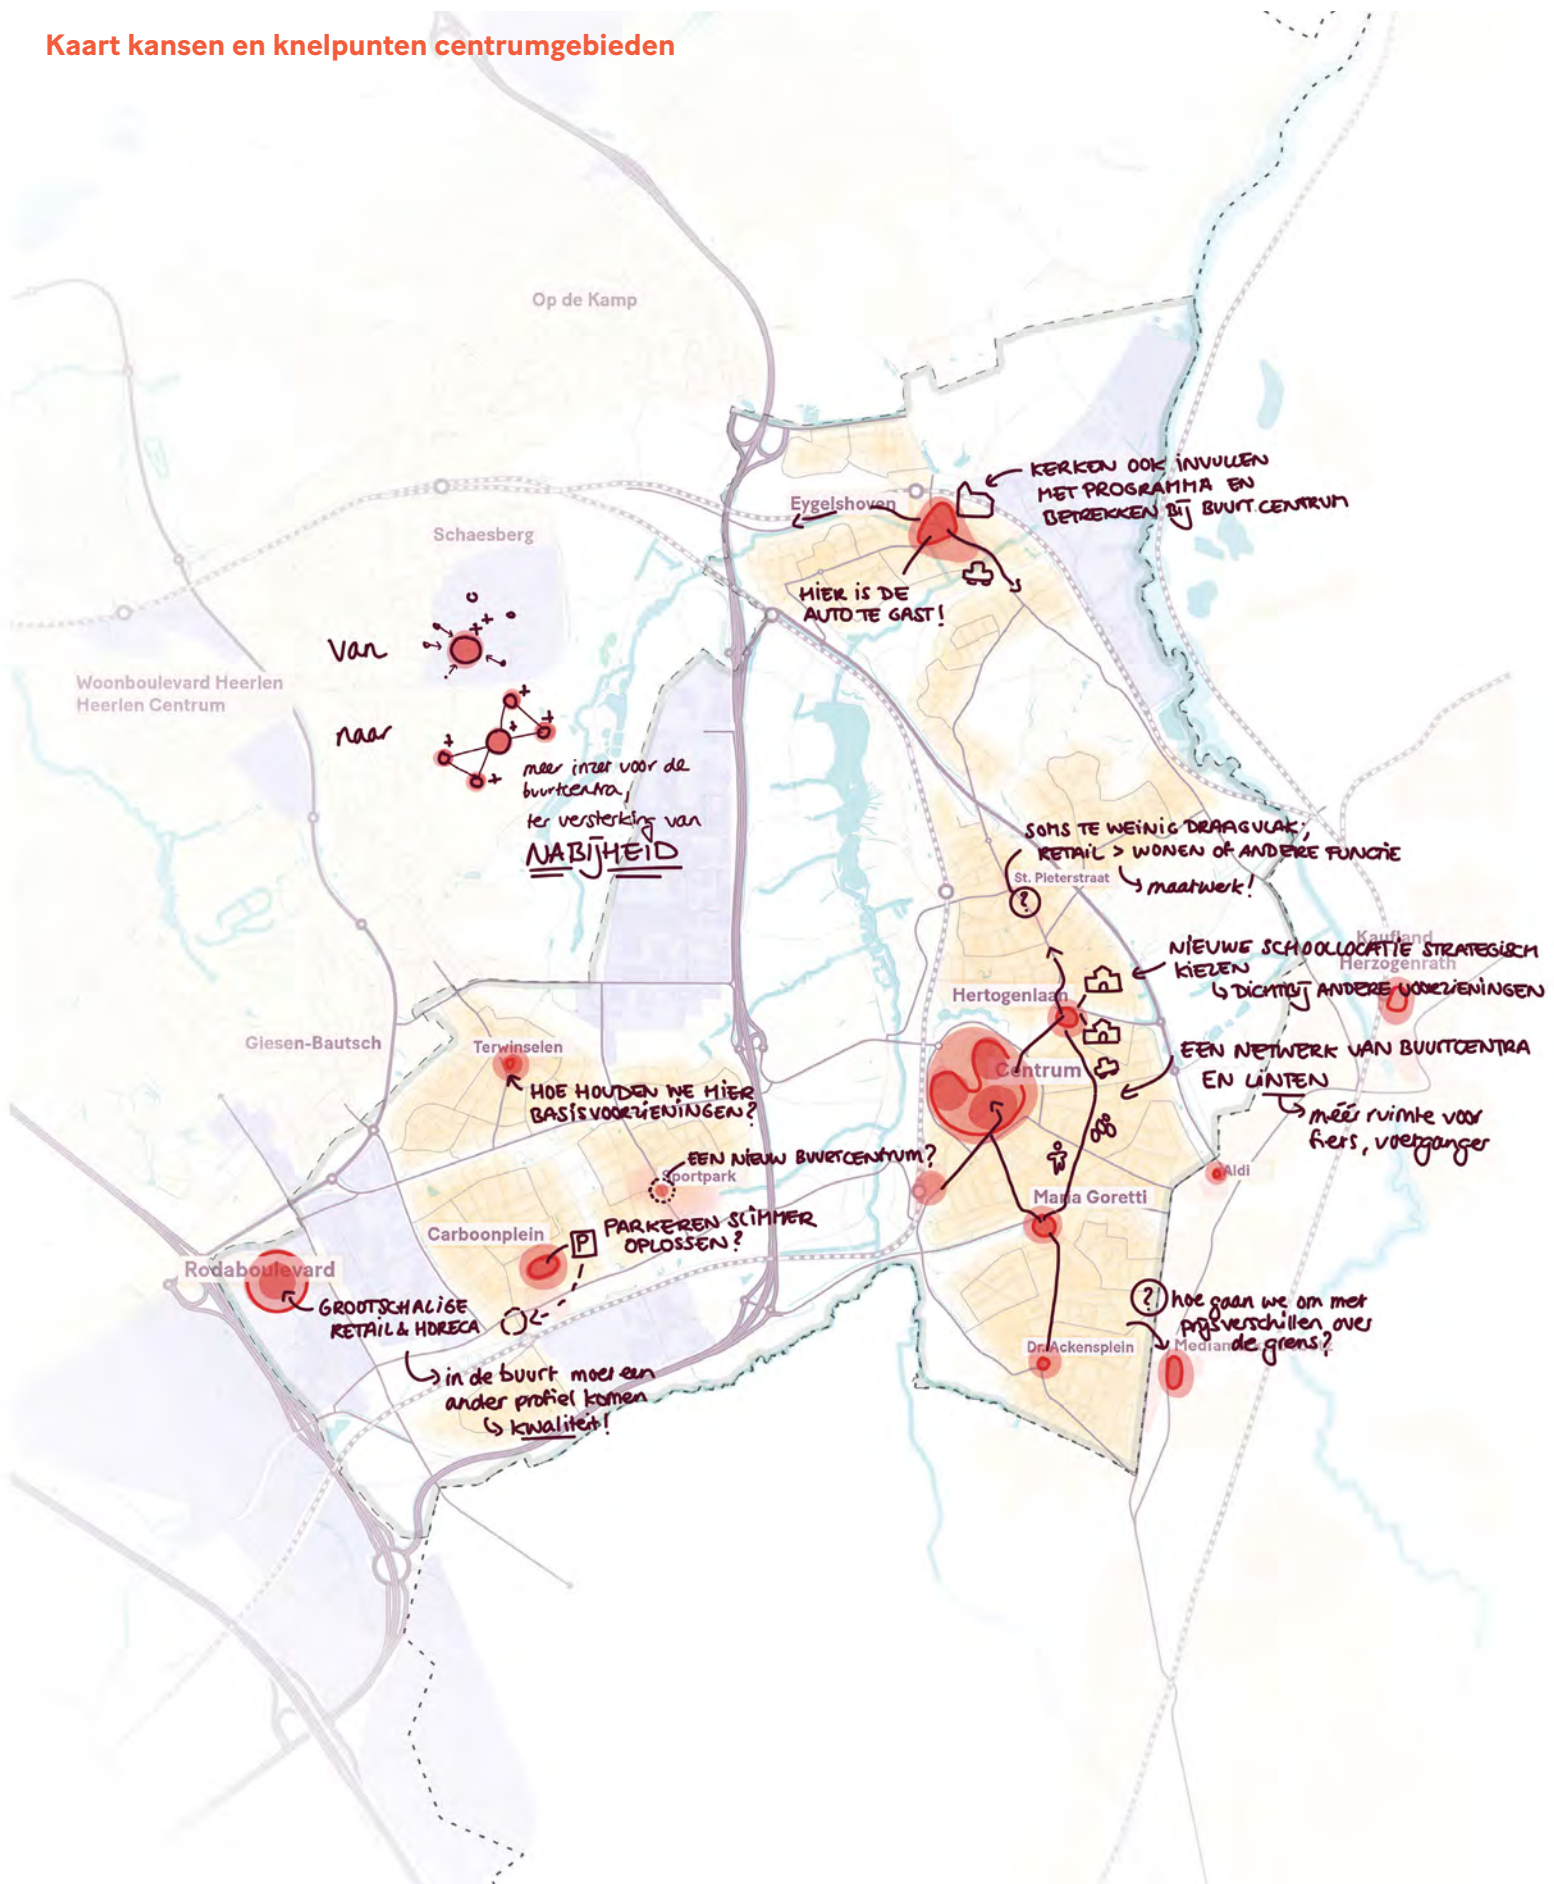 Kaart kansen en knelpunten centrumgebieden
Op de Kamp
KERKEN OOK INVULLEN
MET PROGRAMMA EN
BETREKKEN BIJ BUURTCENTRUM
Eygelshoven
Schaesberg
HIER IS DE
AUTO TE GAST!
van
Woonboulevard Heerlen
Heerlen Centrum
naar
meer inzet voor de
buurtcentra,
ter versterking van
NABIJHEID
SOMS TE WEINIG DRAAGVLAK,
RETAIL > WONEN OF ANDERE FUNCTIE
↳ maatwerk!
St. Pieterstraat
?
Kaufland
Herzogenrath
NIEUWE SCHOOLLOCATIE STRATEGISCH
KIEZEN
↳ DICHTBIJ ANDERE VOORZIENINGEN
Hertogenlaan
Giesen-Bautsch
Terwinselen
EEN NETWERK VAN BUURTCENTRA
EN LINTEN
↳ méér ruimte voor
fiets, voetganger
Centrum
HOE HOUDEN WE HIER
BASISVOORZIENINGEN?
EEN NIEUW BUURTCENTRUM?
Sportpark
Aldi
Maria Goretti
Carboonplein
P
PARKEREN SLIMMER
OPLOSSEN?
Rodaboulevard
GROOTSCHALIGE
RETAIL & HORECA
↳ in de buurt moet een
ander profiel komen
↳ kwaliteit!
? hoe gaan we om met
prijsverschillen over
de grens?
Dr. Ackensplein